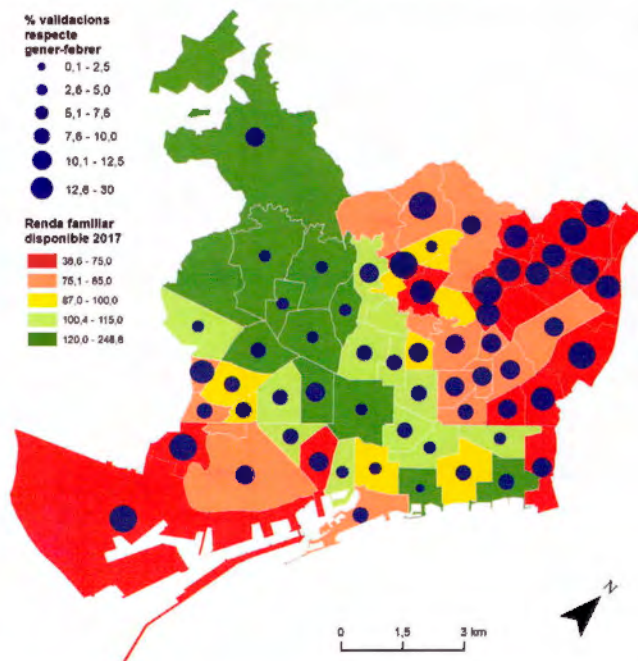 % validacions
respecte
gener-febrer
0,1 - 2,5
2,6 - 5,0
5,1 - 7,5
7,6 - 10,0
10,1 - 12,5
12,6 - 30
Renda familiar
disponible 2017
38,6 - 75,0
75,1 - 85,0
87,0 - 100,0
100,4 - 115,0
120,0 - 248,8
N
0 1,5 3 km